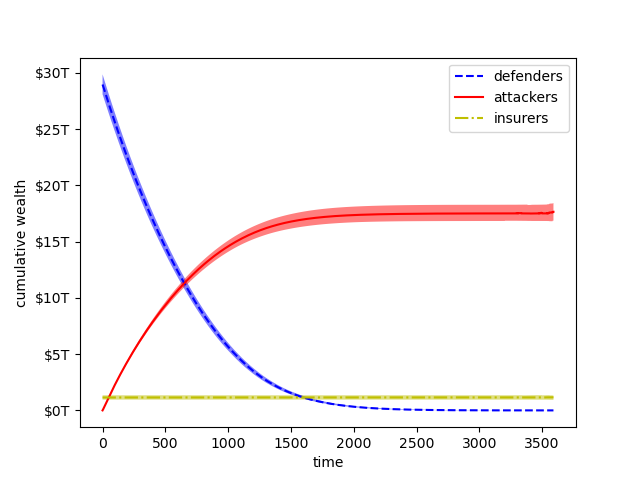 $30T
$25T
$20T
$15T
$10T
$5T
$0T
cumulative wealth
0 500 1000 1500 2000 2500 3000 3500
time
defenders
attackers
insurers